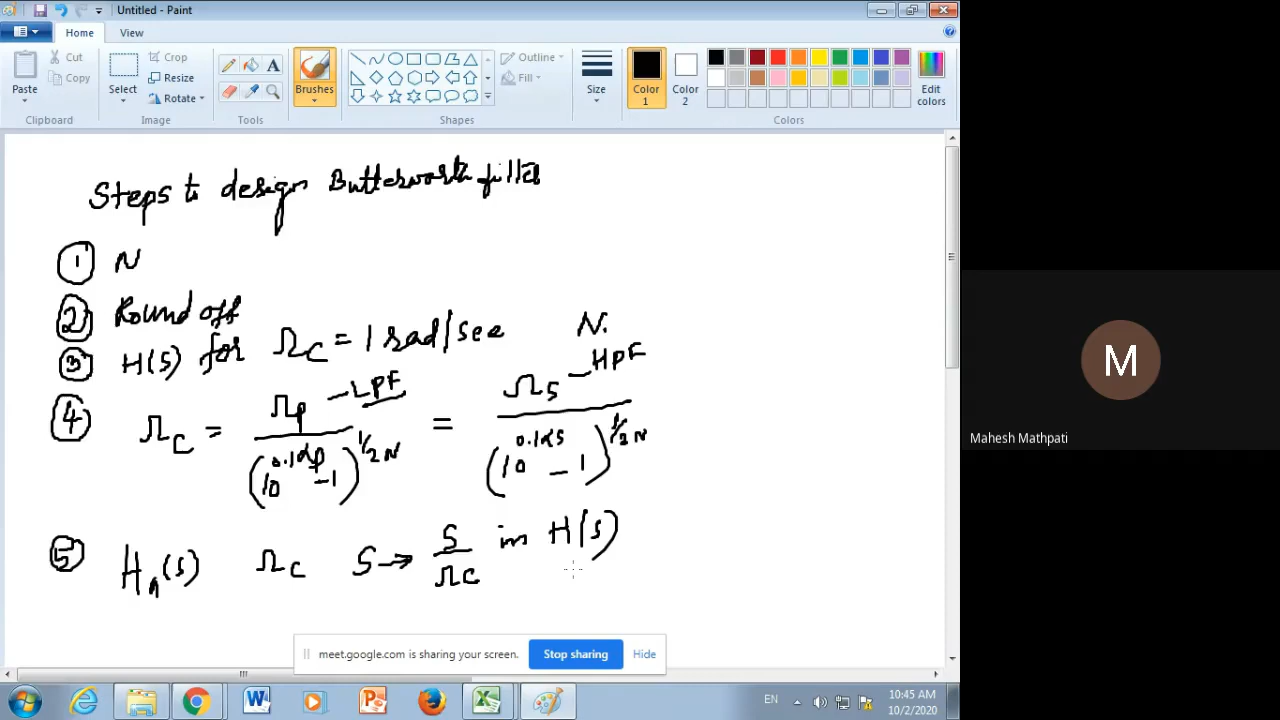 Untitled - Paint
Home View
Paste
Cut
Copy
Select
Crop
Resize
Rotate
Brushes
Outline
Fill
Size
Color 1
Color 2
Edit colors
Clipboard Image Tools Shapes Colors
Steps to design Butterworth filter
① N
② Round off
③ H(S) for Ωc = 1 rad/sec N.
④ Ωc = Ωp / (10^0.1αp - 1)^1/2N - LPF = Ωs / (10^0.1αs - 1)^1/2N - HPF
⑤ Ha(S) Ωc S → S/Ωc in H(S)
meet.google.com is sharing your screen. Stop sharing Hide
M
Mahesh Mathpati
EN 10:45 AM
10/2/2020